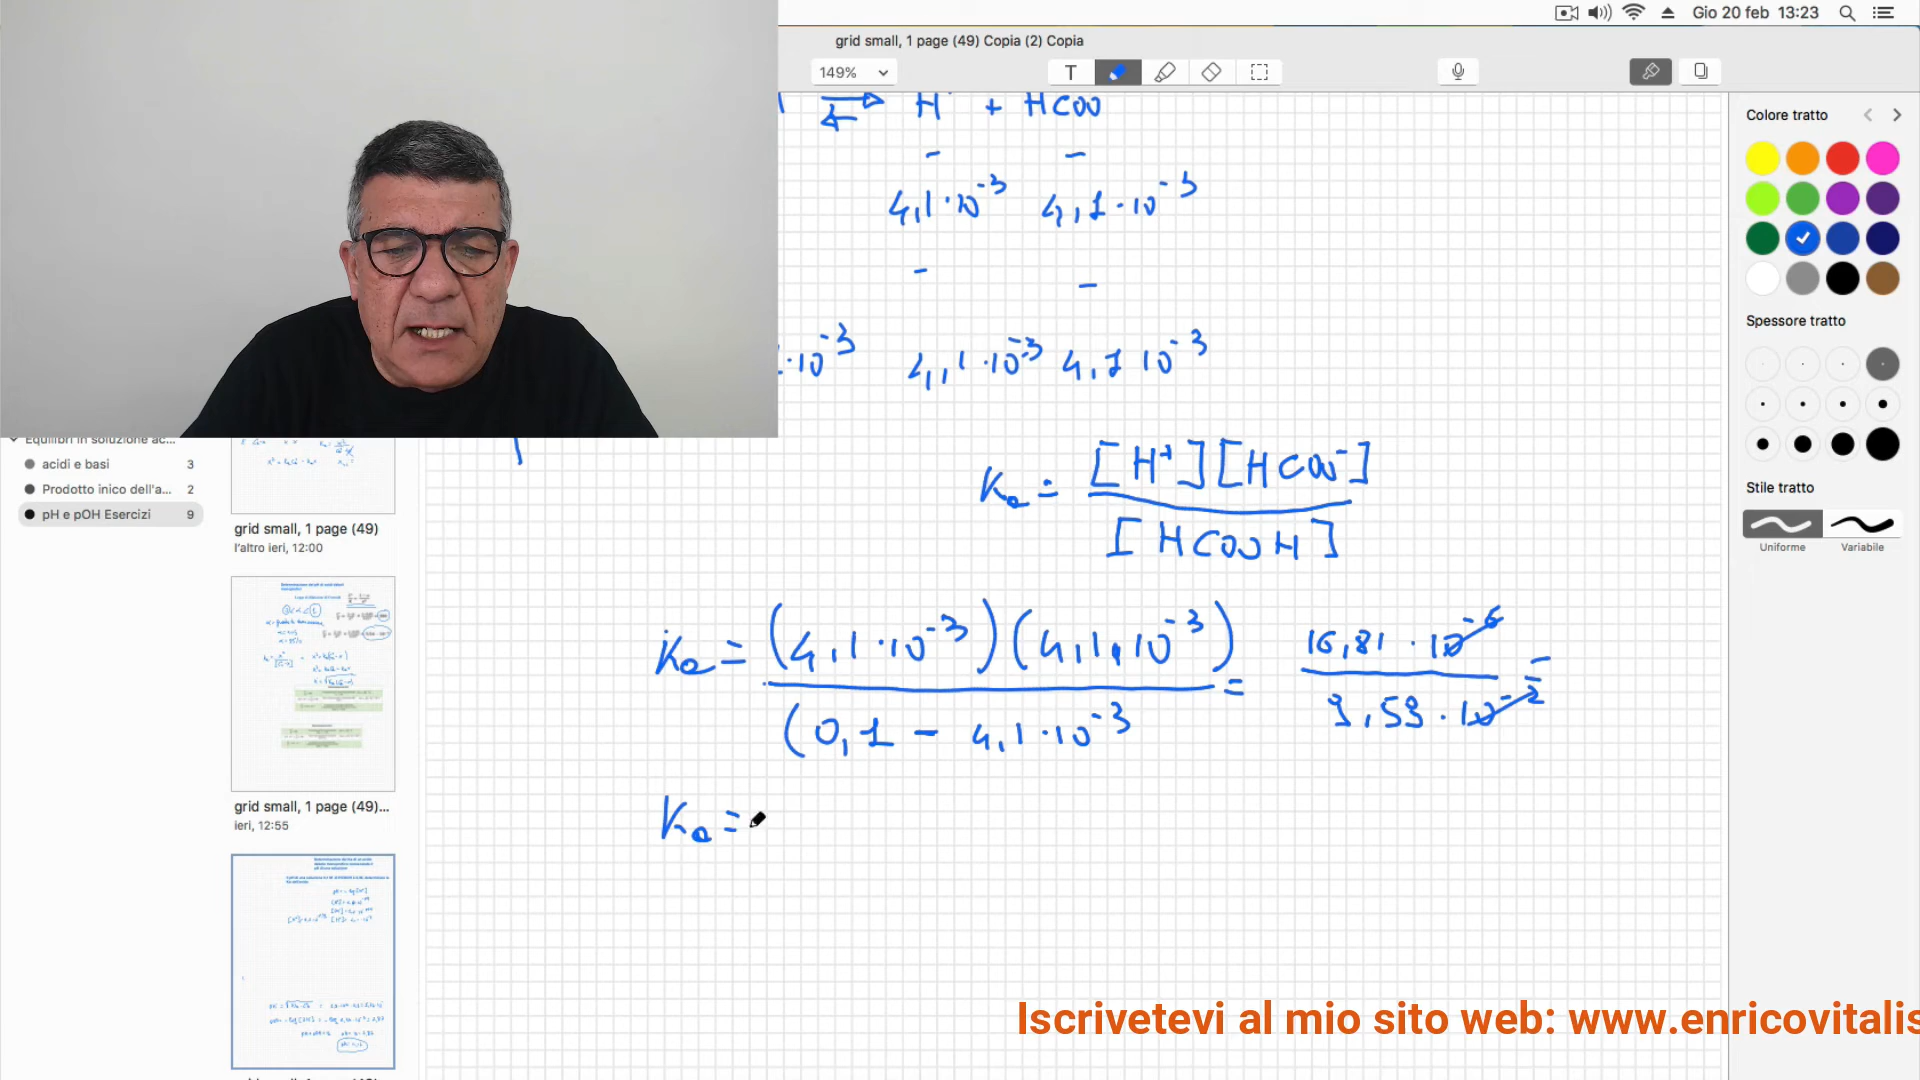 Gio 20 feb 13:23
grid small, 1 page (49) Copia (2) Copia
149%
T
⇄ H + HCOO
- -
4,1·10⁻³ 4,1·10⁻³
- -
·10⁻³ 4,1·10⁻³ 4,1 10⁻³
Ka = [H⁺][HCOO⁻]
[HCOOH]
Ka = (4,1·10⁻³)(4,1·10⁻³) = 16,81·10⁻⁶ =
(0,1 - 4,1·10⁻³ 9,59·10⁻²
Ka =
Equilibri in soluzione ac...
acidi e basi 3
Prodotto inico dell'a... 2
pH e pOH Esercizi 9
grid small, 1 page (49)
l'altro ieri, 12:00
grid small, 1 page (49)...
ieri, 12:55
Colore tratto
Spessore tratto
Stile tratto
Uniforme Variabile
Iscrivetevi al mio sito web: www.enricovitalis